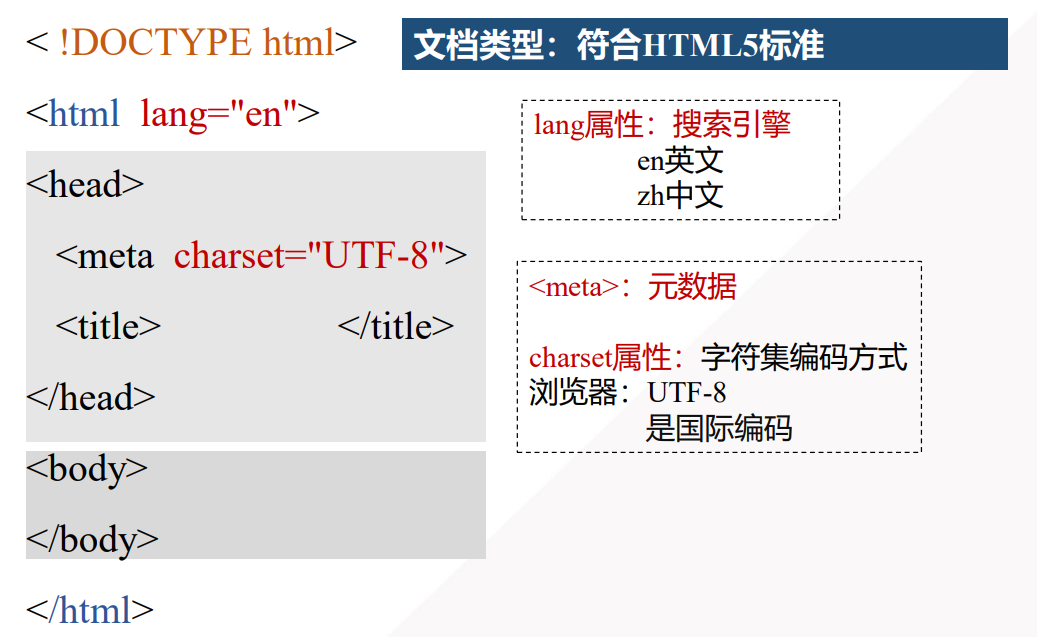 < !DOCTYPE html>
文档类型：符合HTML5标准
<html lang="en">
lang属性：搜索引擎
en英文
zh中文
<head>
<meta charset="UTF-8">
<title> </title>
</head>
<meta>：元数据
charset属性：字符集编码方式
浏览器：UTF-8
是国际编码
<body>
</body>
</html>